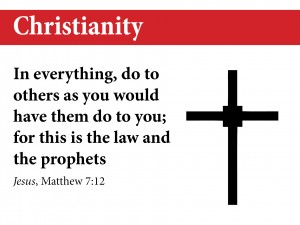 Christianity
In everything, do to
others as you would
have them do to you;
for this is the law and
the prophets
Jesus, Matthew 7:12